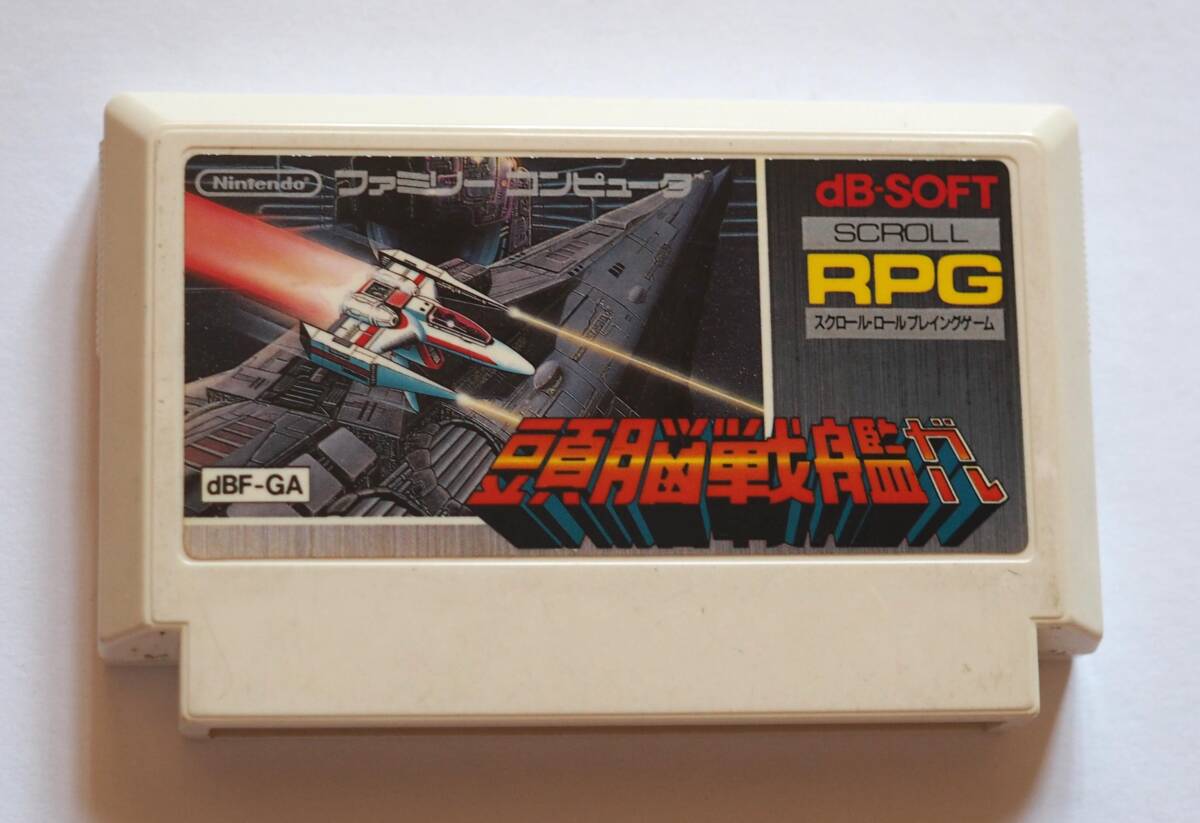 Nintendo® ファミリーコンピュータ
dB-SOFT
SCROLL
RPG
スクロール・ロールプレイングゲーム
頭脳戦艦ガル
dBF-GA